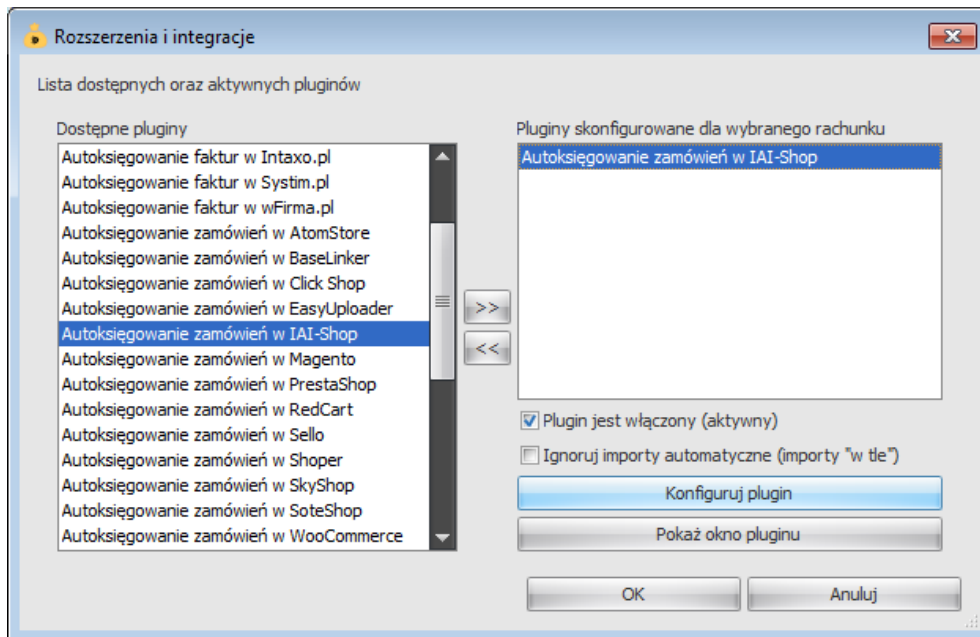 Rozszerzenia i integracje
Lista dostępnych oraz aktywnych pluginów
Dostępne pluginy
Autoksięgowanie faktur w Intaxo.pl
Autoksięgowanie faktur w Systim.pl
Autoksięgowanie faktur w wFirma.pl
Autoksięgowanie zamówień w AtomStore
Autoksięgowanie zamówień w BaseLinker
Autoksięgowanie zamówień w Click Shop
Autoksięgowanie zamówień w EasyUploader
Autoksięgowanie zamówień w IAI-Shop
Autoksięgowanie zamówień w Magento
Autoksięgowanie zamówień w PrestaShop
Autoksięgowanie zamówień w RedCart
Autoksięgowanie zamówień w Sello
Autoksięgowanie zamówień w Shoper
Autoksięgowanie zamówień w SkyShop
Autoksięgowanie zamówień w SoteShop
Autoksięgowanie zamówień w WooCommerce
>>
<<
Pluginy skonfigurowane dla wybranego rachunku
Autoksięgowanie zamówień w IAI-Shop
Plugin jest włączony (aktywny)
Ignoruj importy automatyczne (importy "w tle")
Konfiguruj plugin
Pokaż okno pluginu
OK
Anuluj